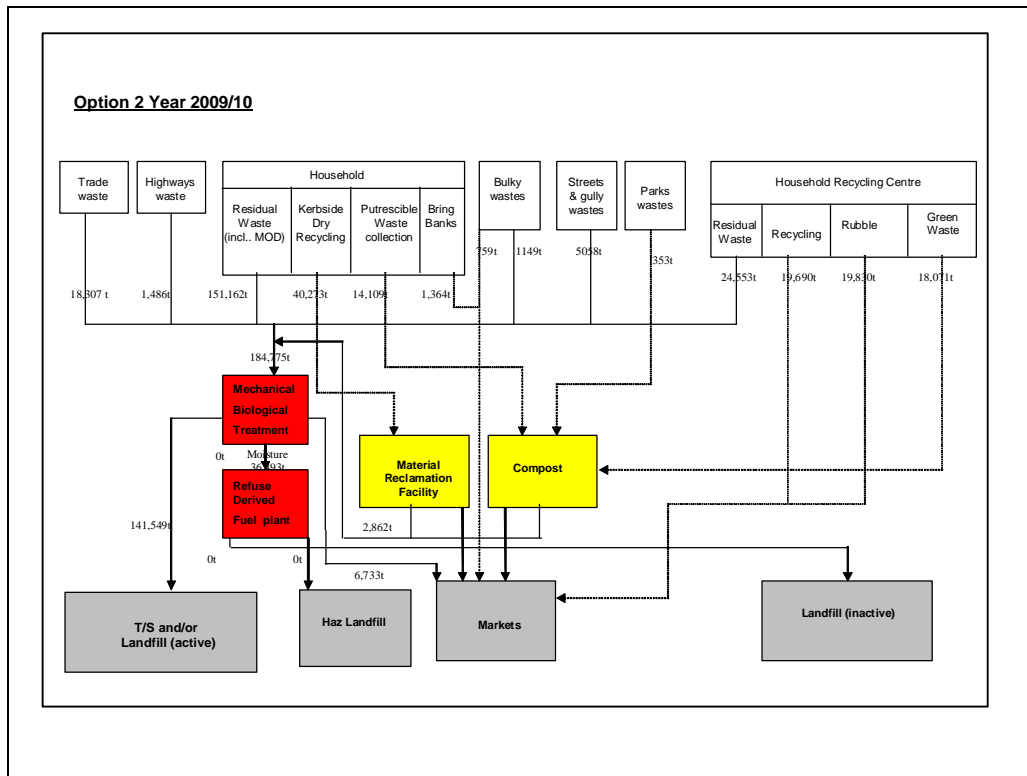 Option 2 Year 2009/10
Trade
waste
Highways
waste
Household
Residual
Waste
(incl.. MOD)
Kerbside
Dry
Recycling
Putrescible
Waste
collection
Bring
Banks
Bulky
wastes
Streets
& gully
wastes
Parks
wastes
Household Recycling Centre
Residual
Waste
Recycling
Rubble
Green
Waste
18,307 t
1,486t
151,162t
40,273t
14,109t
1,364t
759t
1149t
5058t
353t
24,553t
19,690t
19,830t
18,071t
184,775t
Mechanical
Biological
Treatment
0t
Moisture
36,493t
Refuse
Derived
Fuel plant
Material
Reclamation
Facility
Compost
141,549t
2,862t
0t
0t
6,733t
T/S and/or
Landfill (active)
Haz Landfill
Markets
Landfill (inactive)